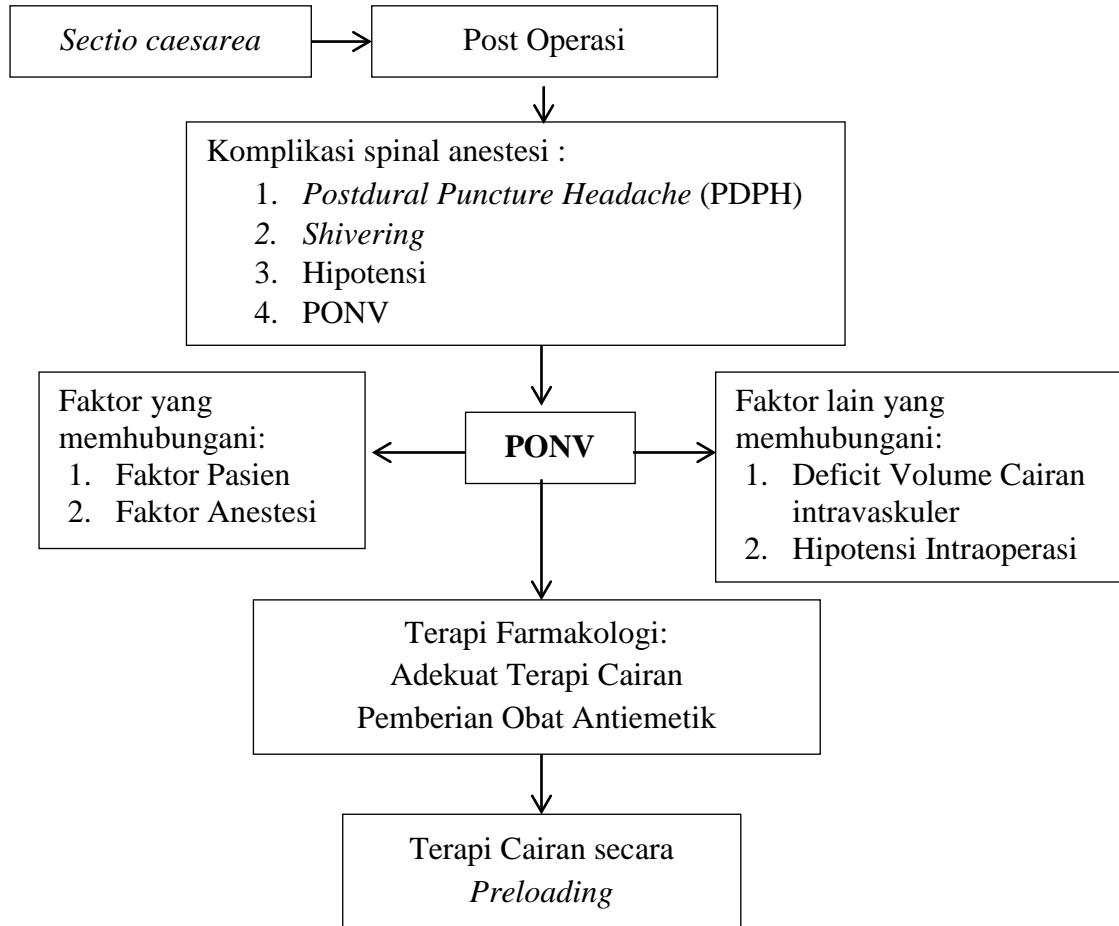 Sectio caesarea
Post Operasi
Komplikasi spinal anestesi :
1. Postdural Puncture Headache (PDPH)
2. Shivering
3. Hipotensi
4. PONV
Faktor yang
memhubungani:
1. Faktor Pasien
2. Faktor Anestesi
PONV
Faktor lain yang
memhubungani:
1. Deficit Volume Cairan
intravaskuler
2. Hipotensi Intraoperasi
Terapi Farmakologi:
Adekuat Terapi Cairan
Pemberian Obat Antiemetik
Terapi Cairan secara
Preloading